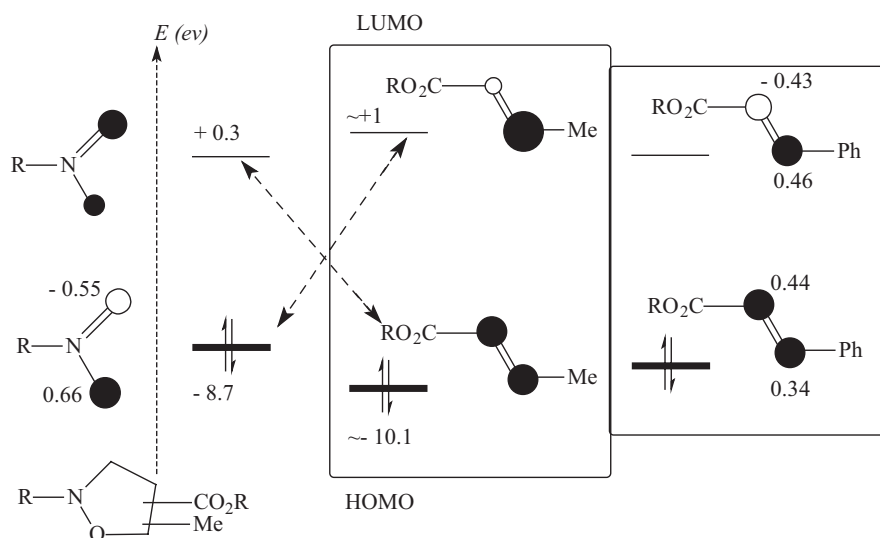 E (ev)
LUMO
RO₂C
~+1
Me
- 0.43
RO₂C
Ph
0.46
+ 0.3
R
N
- 0.55
R
N
0.66
- 8.7
RO₂C
Me
~- 10.1
0.44
RO₂C
Ph
0.34
HOMO
R
N
O
CO₂R
Me